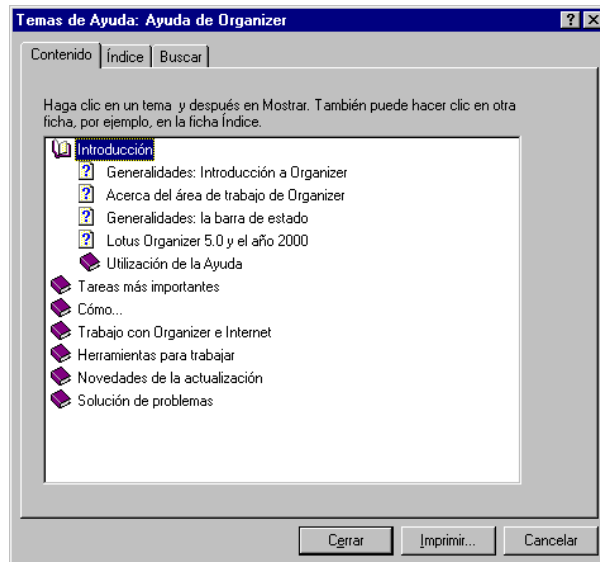 Temas de Ayuda: Ayuda de Organizer
Contenido Índice Buscar
Haga clic en un tema y después en Mostrar. También puede hacer clic en otra
ficha, por ejemplo, en la ficha Índice.
Introducción
Generalidades: Introducción a Organizer
Acerca del área de trabajo de Organizer
Generalidades: la barra de estado
Lotus Organizer 5.0 y el año 2000
Utilización de la Ayuda
Tareas más importantes
Cómo...
Trabajo con Organizer e Internet
Herramientas para trabajar
Novedades de la actualización
Solución de problemas
Cerrar Imprimir... Cancelar